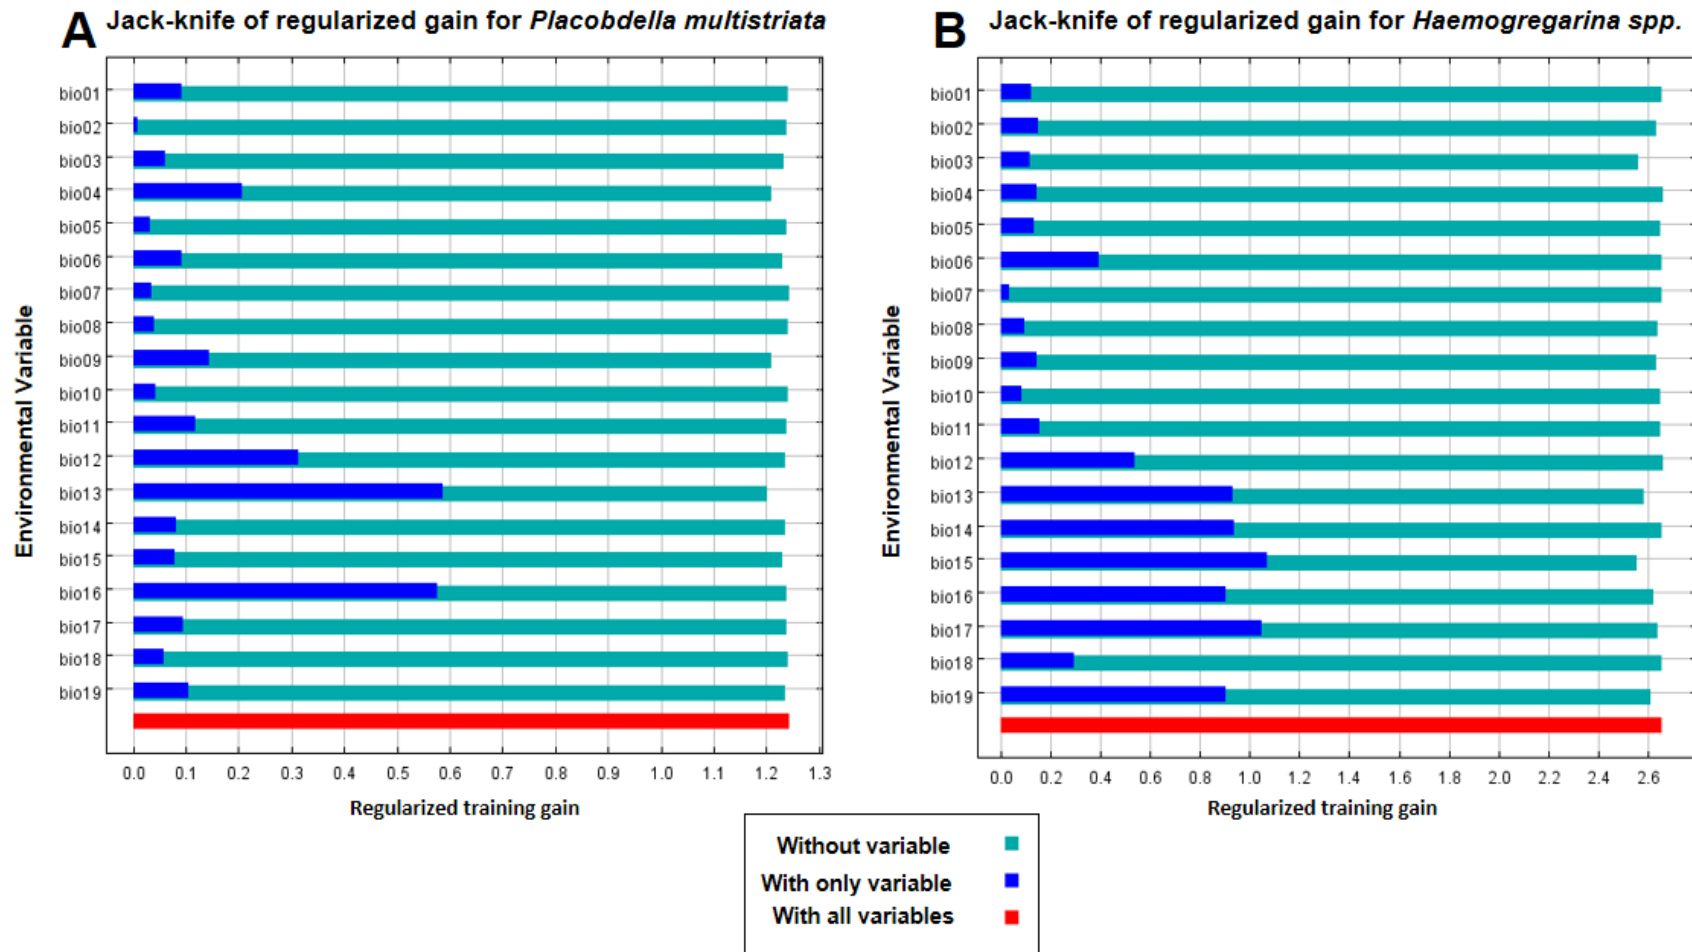 A Jack-knife of regularized gain for Placobdella multistriata
Environmental Variable
bio01
bio02
bio03
bio04
bio05
bio06
bio07
bio08
bio09
bio10
bio11
bio12
bio13
bio14
bio15
bio16
bio17
bio18
bio19
0.0 0.1 0.2 0.3 0.4 0.5 0.6 0.7 0.8 0.9 1.0 1.1 1.2 1.3
Regularized training gain
B Jack-knife of regularized gain for Haemogregarina spp.
Environmental Variable
bio01
bio02
bio03
bio04
bio05
bio06
bio07
bio08
bio09
bio10
bio11
bio12
bio13
bio14
bio15
bio16
bio17
bio18
bio19
0.0 0.2 0.4 0.6 0.8 1.0 1.2 1.4 1.6 1.8 2.0 2.2 2.4 2.6
Regularized training gain
Without variable
With only variable
With all variables